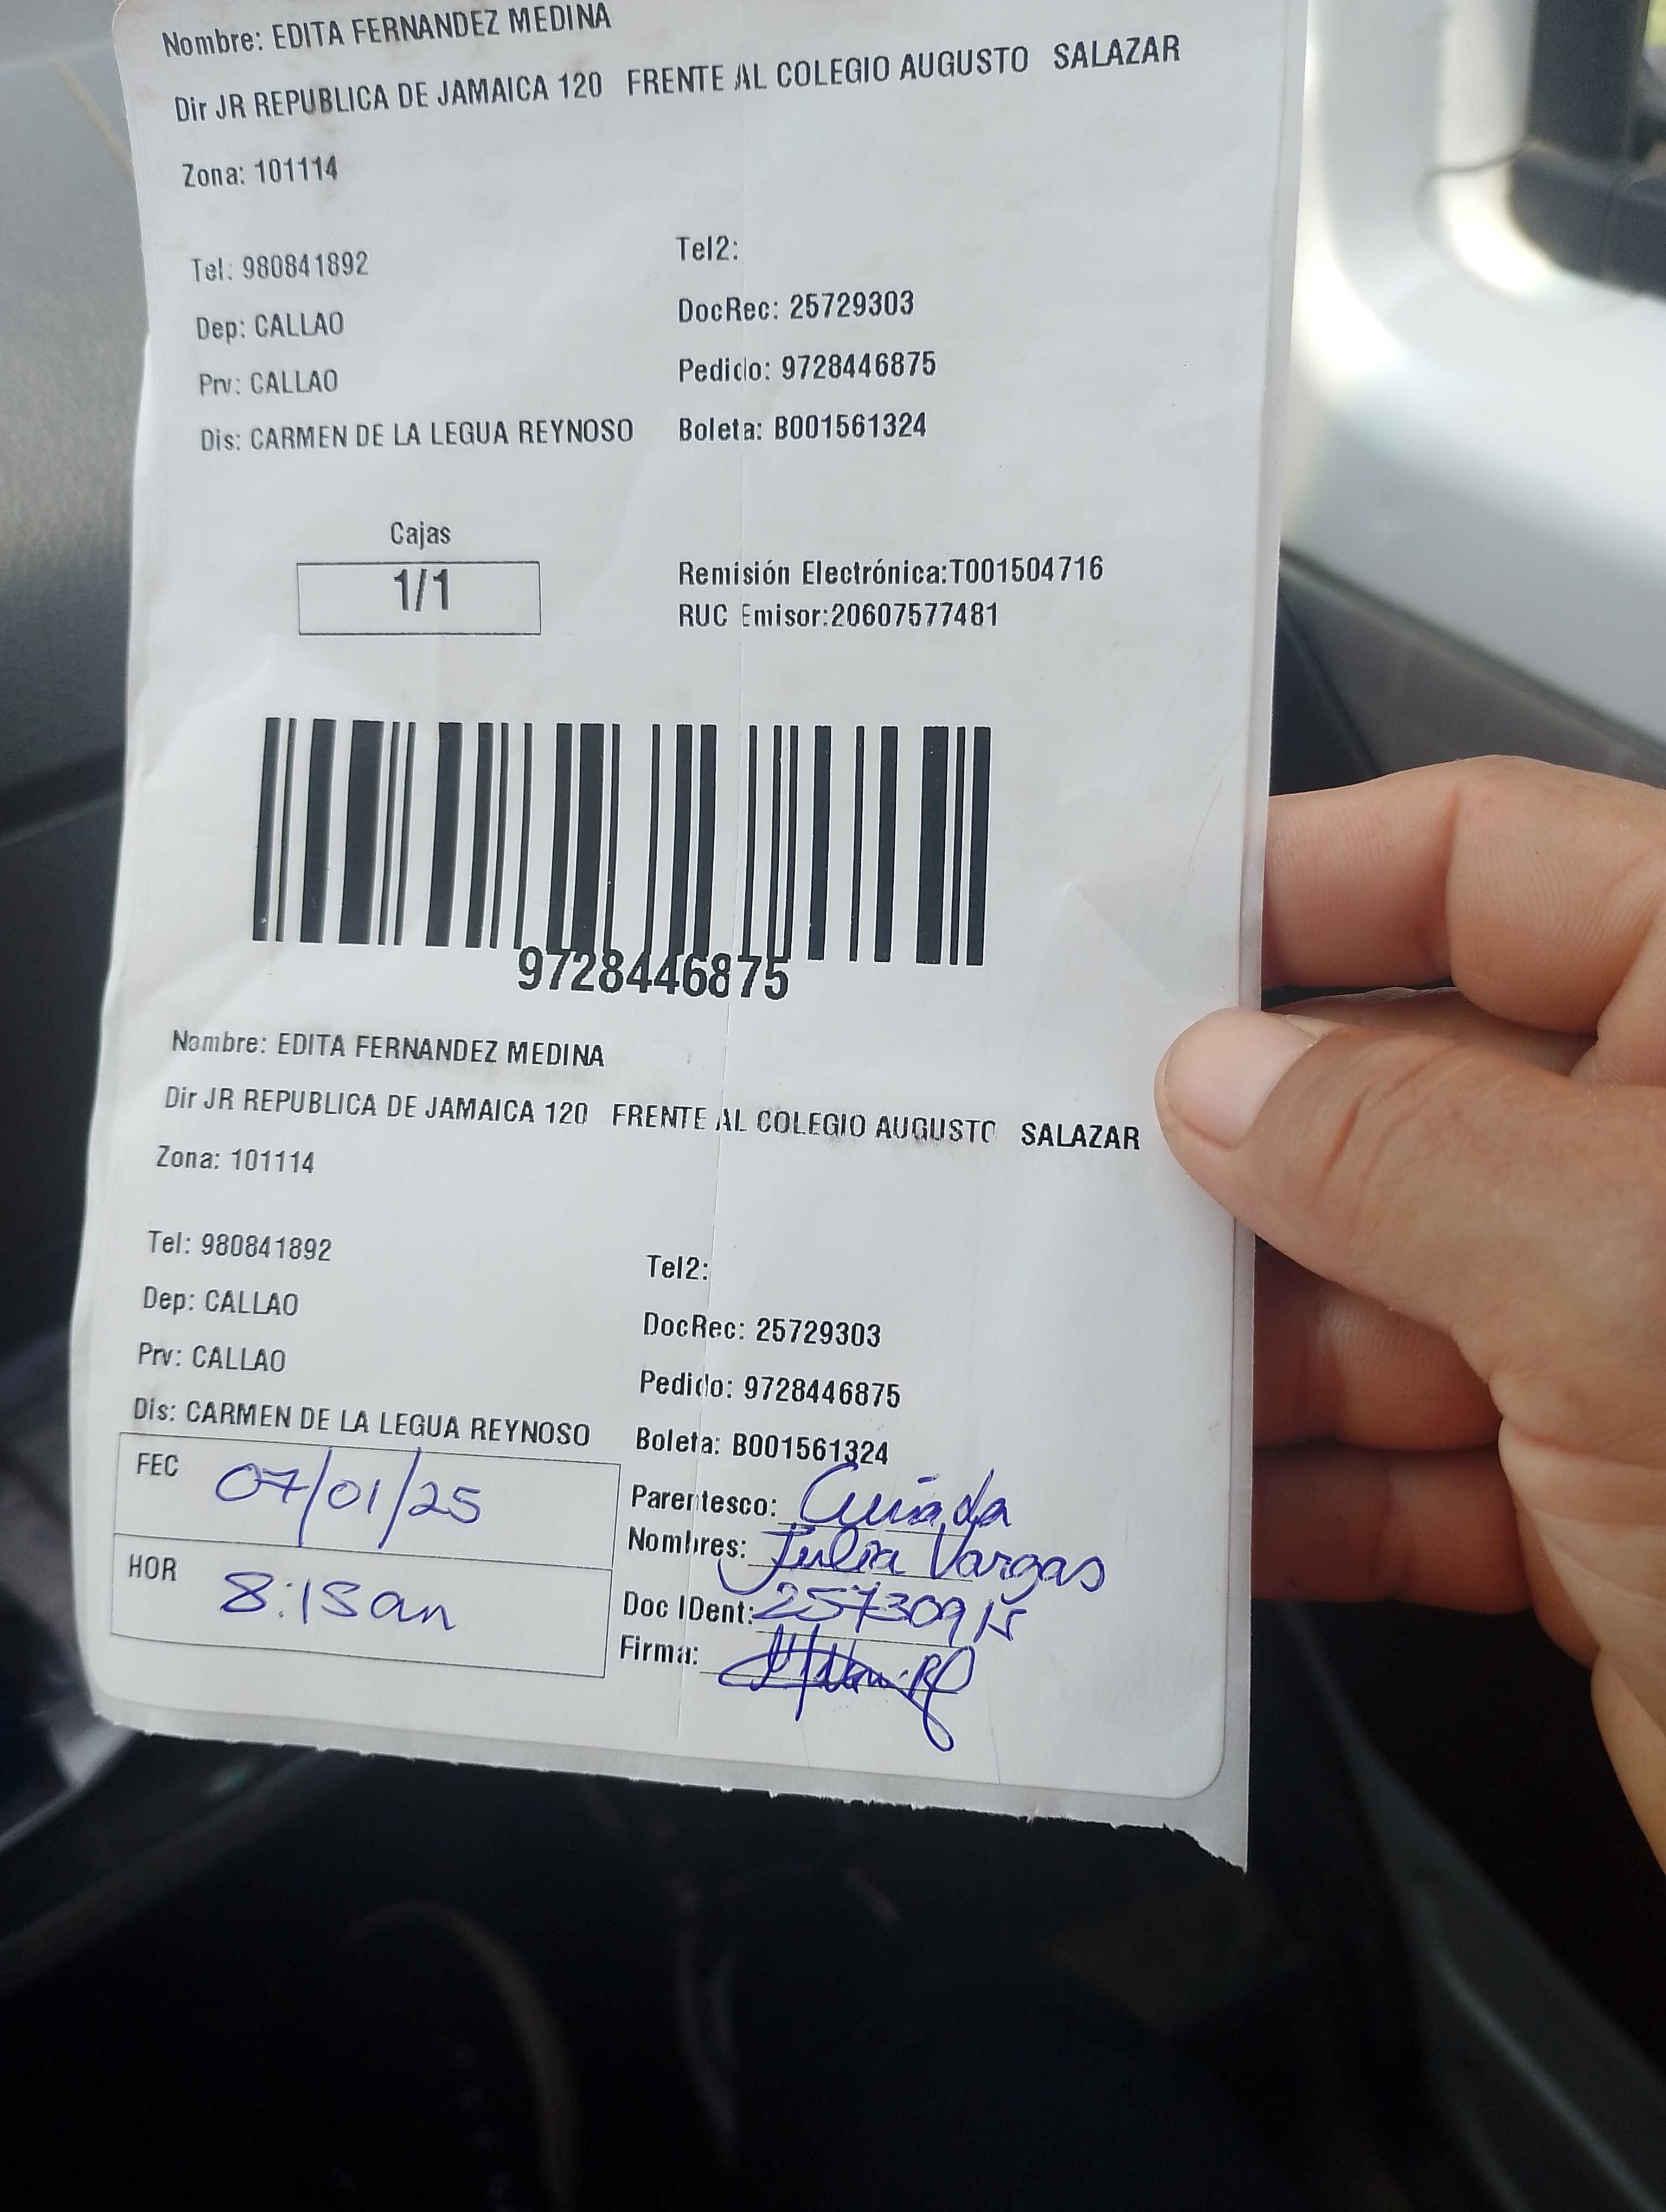 Nombre: EDITA FERNANDEZ MEDINA
Dir JR REPUBLICA DE JAMAICA 120 FRENTE AL COLEGIO AUGUSTO SALAZAR
Zona: 101114
Tel: 980841892 Tel2:
Dep: CALLAO DocRec: 25729303
Prv: CALLAO Pedido: 9728446875
Dis: CARMEN DE LA LEGUA REYNOSO Boleta: B001561324
Cajas
1/1
Remisión Electrónica:T001504716
RUC Emisor:20607577481
9728446875
Nombre: EDITA FERNANDEZ MEDINA
Dir JR REPUBLICA DE JAMAICA 120 FRENTE AL COLEGIO AUGUSTO SALAZAR
Zona: 101114
Tel: 980841892 Tel2:
Dep: CALLAO DocRec: 25729303
Prv: CALLAO Pedido: 9728446875
Dis: CARMEN DE LA LEGUA REYNOSO Boleta: B001561324
FEC 07/01/25
HOR 8:15am
Parentesco: Cuñada
Nombres: Julia Vargas
Doc IDent: 25730915
Firma: